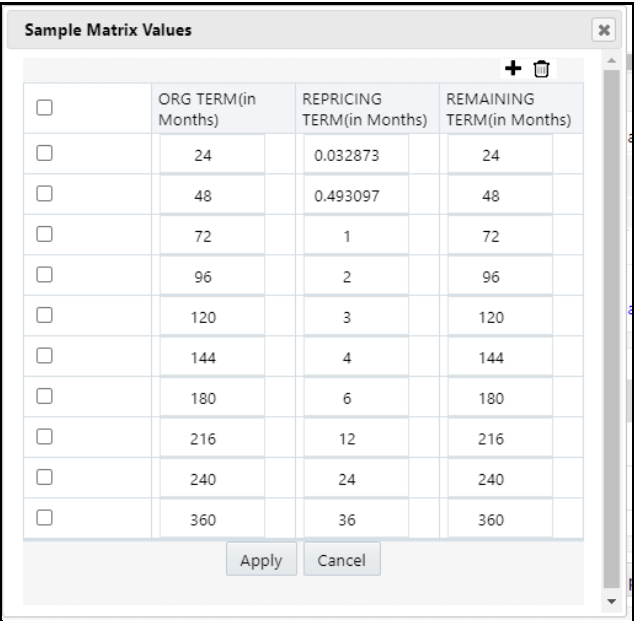 Sample Matrix Values
ORG TERM(in Months) REPRICING TERM(in Months) REMAINING TERM(in Months)
24 0.032873 24
48 0.493097 48
72 1 72
96 2 96
120 3 120
144 4 144
180 6 180
216 12 216
240 24 240
360 36 360
Apply Cancel